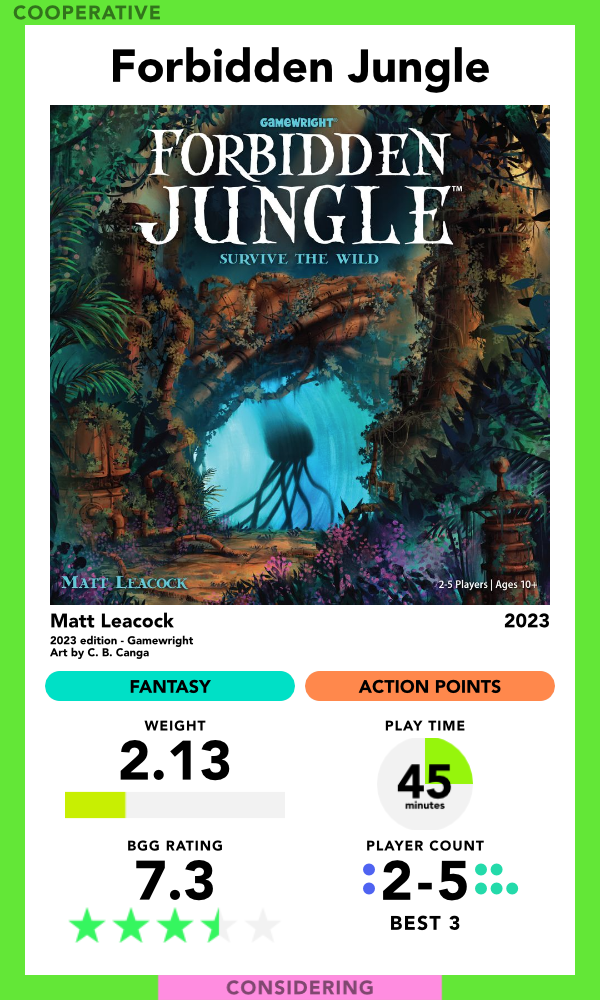 COOPERATIVE
Forbidden Jungle
GAMEWRIGHT
FORBIDDEN
JUNGLE™
SURVIVE THE WILD
MATT LEACOCK
2-5 Players | Ages 10+
Matt Leacock
2023
2023 edition - Gamewright
Art by C. B. Canga
FANTASY
ACTION POINTS
WEIGHT
2.13
PLAY TIME
45
minutes
BGG RATING
7.3
PLAYER COUNT
2-5
BEST 3
CONSIDERING